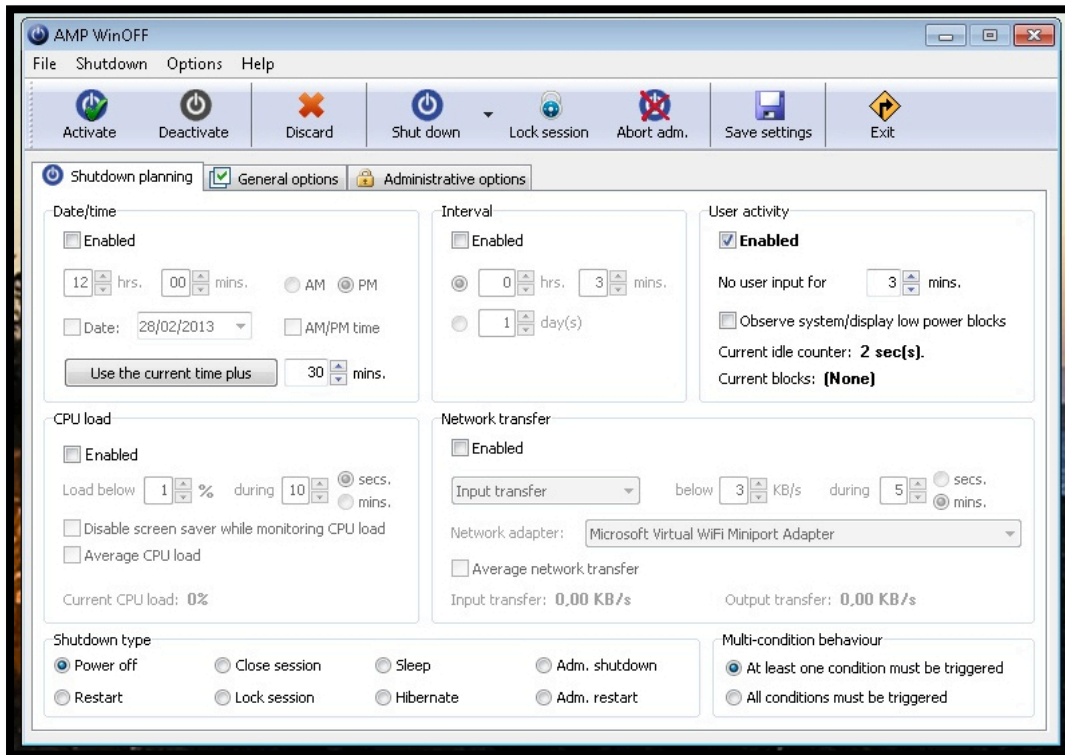 AMP WinOFF
File Shutdown Options Help
Activate Deactivate Discard Shut down Lock session Abort adm. Save settings Exit
Shutdown planning General options Administrative options
Date/time
Enabled
12 hrs. 00 mins. AM PM
Date: 28/02/2013 AM/PM time
Use the current time plus 30 mins.
Interval
Enabled
0 hrs. 3 mins.
1 day(s)
User activity
Enabled
No user input for 3 mins.
Observe system/display low power blocks
Current idle counter: 2 sec(s).
Current blocks: (None)
CPU load
Enabled
Load below 1 % during 10 secs.
mins.
Disable screen saver while monitoring CPU load
Average CPU load
Current CPU load: 0%
Network transfer
Enabled
Input transfer below 3 KB/s during 5 secs.
mins.
Network adapter: Microsoft Virtual WiFi Miniport Adapter
Average network transfer
Input transfer: 0,00 KB/s Output transfer: 0,00 KB/s
Shutdown type
Power off Close session Sleep Adm. shutdown
Restart Lock session Hibernate Adm. restart
Multi-condition behaviour
At least one condition must be triggered
All conditions must be triggered